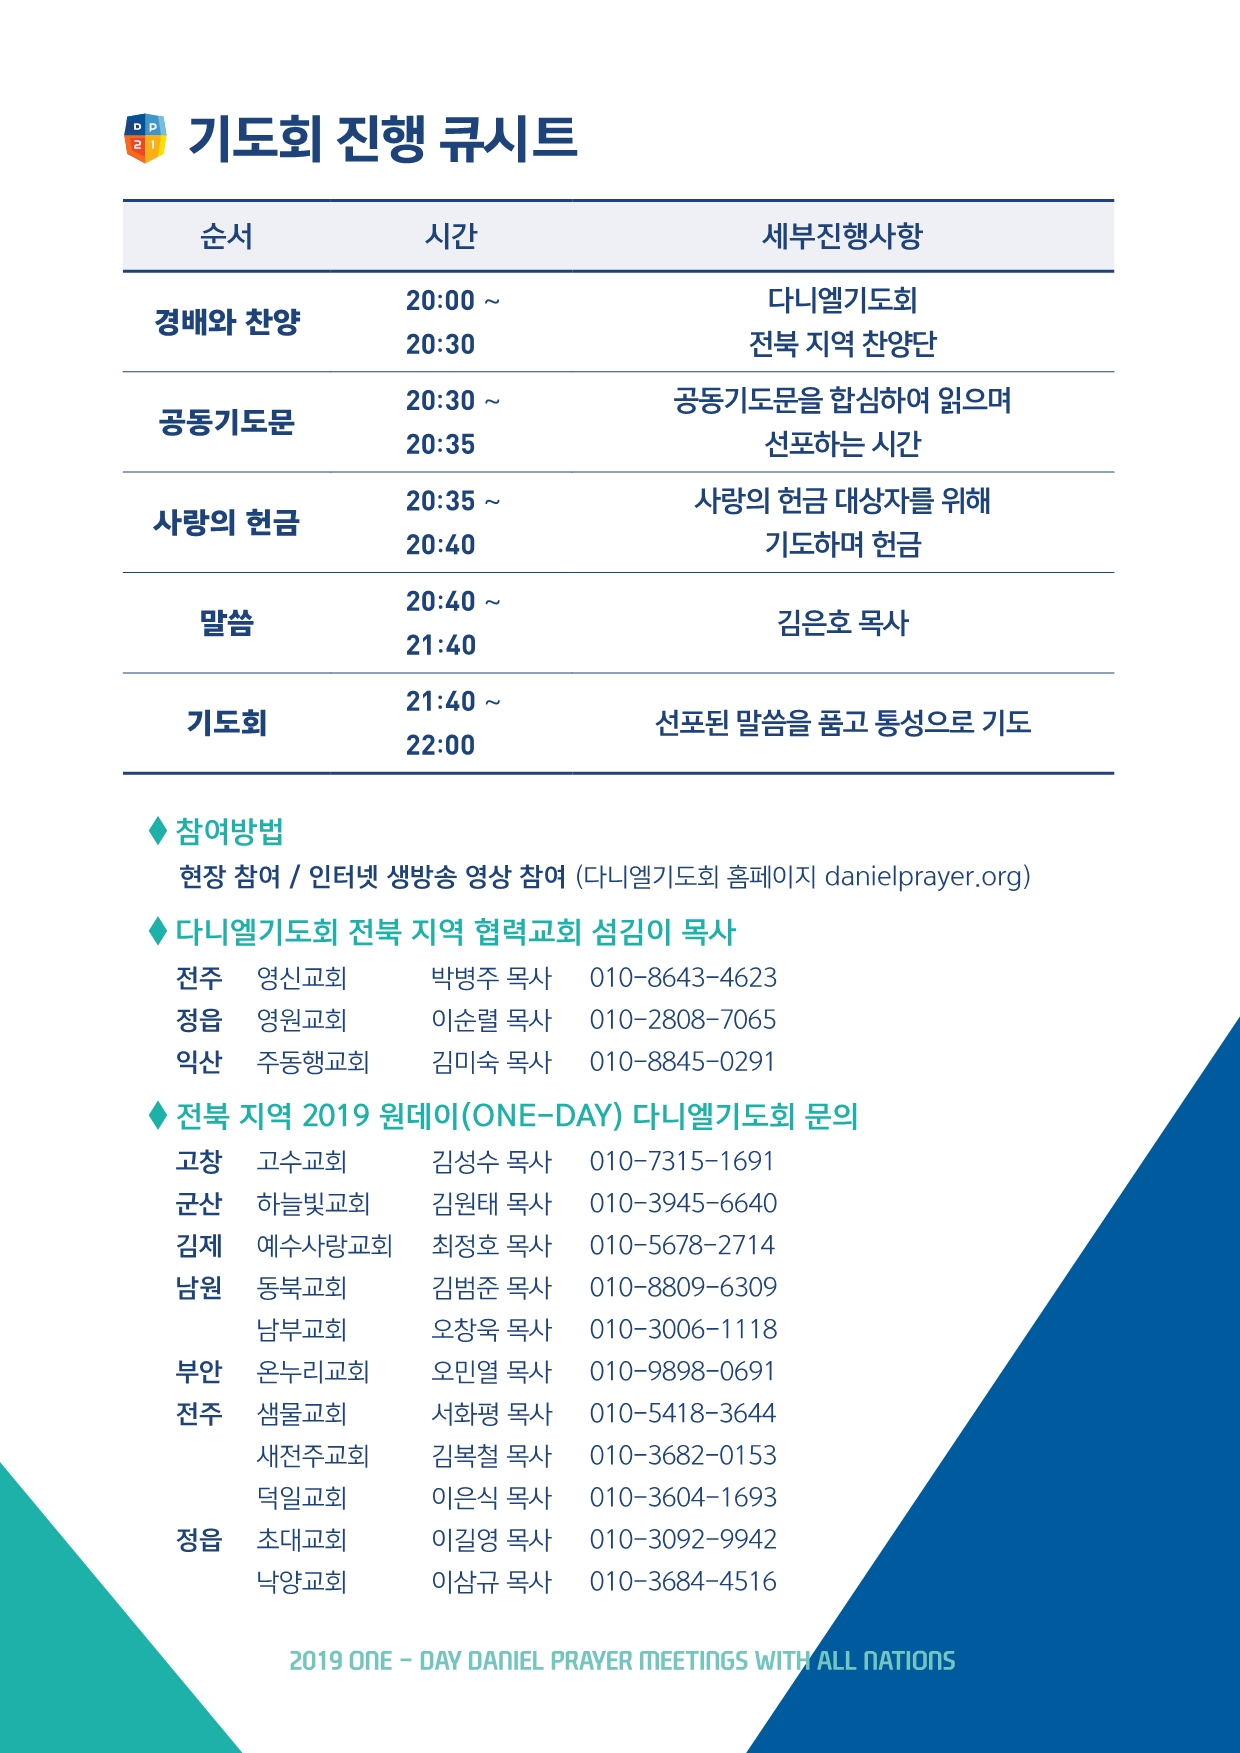 DP
21
기도회 진행 큐시트
순서 시간 세부진행사항
경배와 찬양
20:00 ~
20:30
다니엘기도회
전북 지역 찬양단
공동기도문
20:30 ~
20:35
공동기도문을 합심하여 읽으며
선포하는 시간
사랑의 헌금
20:35 ~
20:40
사랑의 헌금 대상자를 위해
기도하며 헌금
말씀
20:40 ~
21:40
김은호 목사
기도회
21:40 ~
22:00
선포된 말씀을 품고 통성으로 기도
♦ 참여방법
현장 참여 / 인터넷 생방송 영상 참여 (다니엘기도회 홈페이지 danielprayer.org)
♦ 다니엘기도회 전북 지역 협력교회 섬김이 목사
전주 영신교회 박병주 목사 010-8643-4623
정읍 영원교회 이순렬 목사 010-2808-7065
익산 주동행교회 김미숙 목사 010-8845-0291
♦ 전북 지역 2019 원데이(ONE-DAY) 다니엘기도회 문의
고창 고수교회 김성수 목사 010-7315-1691
군산 하늘빛교회 김원태 목사 010-3945-6640
김제 예수사랑교회 최정호 목사 010-5678-2714
남원 동북교회 김범준 목사 010-8809-6309
남부교회 오창욱 목사 010-3006-1118
부안 온누리교회 오민열 목사 010-9898-0691
전주 샘물교회 서화평 목사 010-5418-3644
새전주교회 김복철 목사 010-3682-0153
덕일교회 이은식 목사 010-3604-1693
정읍 초대교회 이길영 목사 010-3092-9942
낙양교회 이삼규 목사 010-3684-4516
2019 ONE - DAY DANIEL PRAYER MEETINGS WITH ALL NATIONS